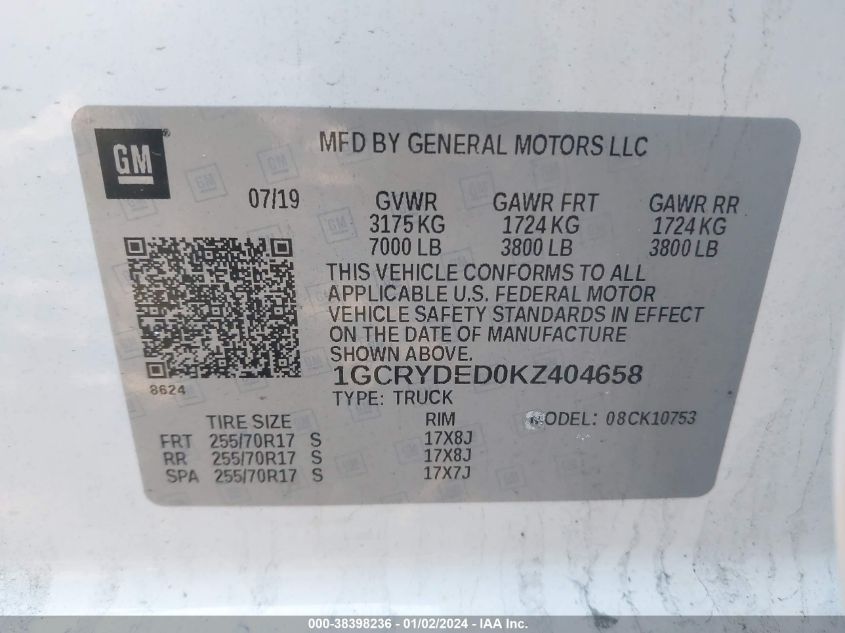 GM®
MFD BY GENERAL MOTORS LLC
07/19
GVWR GAWR FRT GAWR RR
3175 KG 1724 KG 1724 KG
7000 LB 3800 LB 3800 LB
THIS VEHICLE CONFORMS TO ALL
APPLICABLE U.S. FEDERAL MOTOR
VEHICLE SAFETY STANDARDS IN EFFECT
ON THE DATE OF MANUFACTURE
SHOWN ABOVE.
8624
1GCRYDED0KZ404658
TYPE: TRUCK
TIRE SIZE RIM MODEL: 08CK10753
FRT 255/70R17 S 17X8J
RR 255/70R17 S 17X8J
SPA 255/70R17 S 17X7J
000-38398236 - 01/02/2024 - IAA Inc.